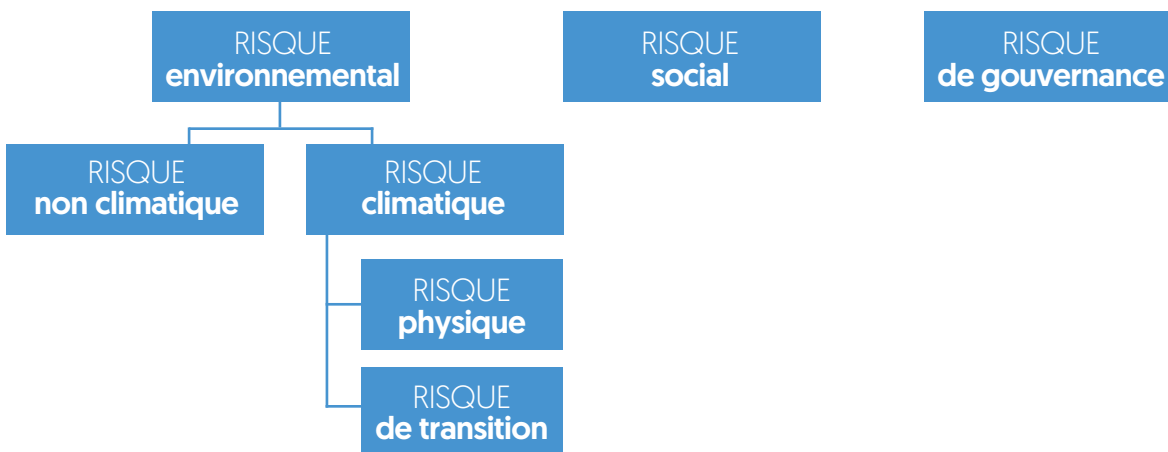 RISQUE
environnemental
RISQUE
social
RISQUE
de gouvernance
RISQUE
non climatique
RISQUE
climatique
RISQUE
physique
RISQUE
de transition